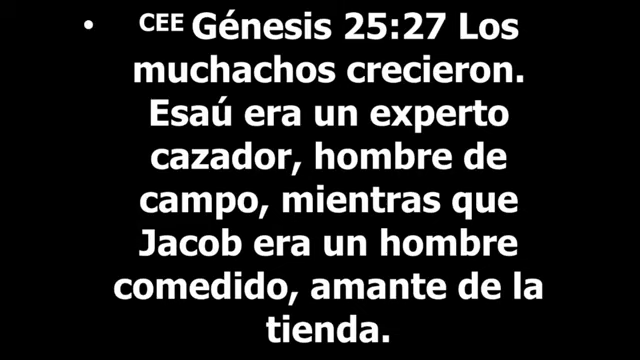 • CEE Génesis 25:27 Los
muchachos crecieron.
Esaú era un experto
cazador, hombre de
campo, mientras que
Jacob era un hombre
comedido, amante de la
tienda.